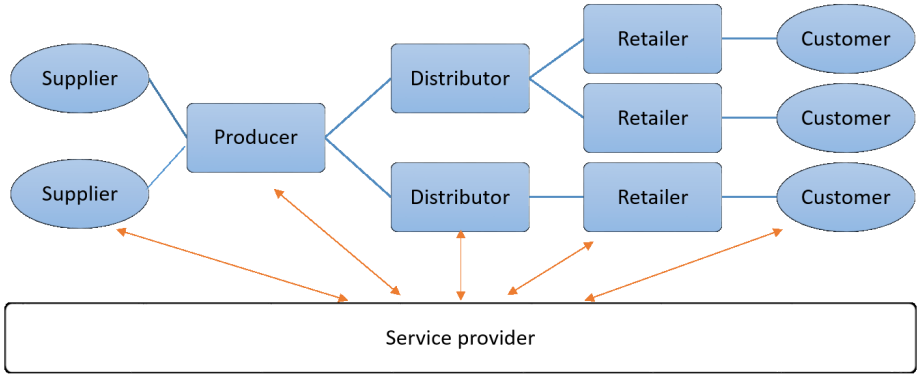 Supplier
Supplier
Producer
Distributor
Distributor
Retailer
Retailer
Retailer
Customer
Customer
Customer
Service provider